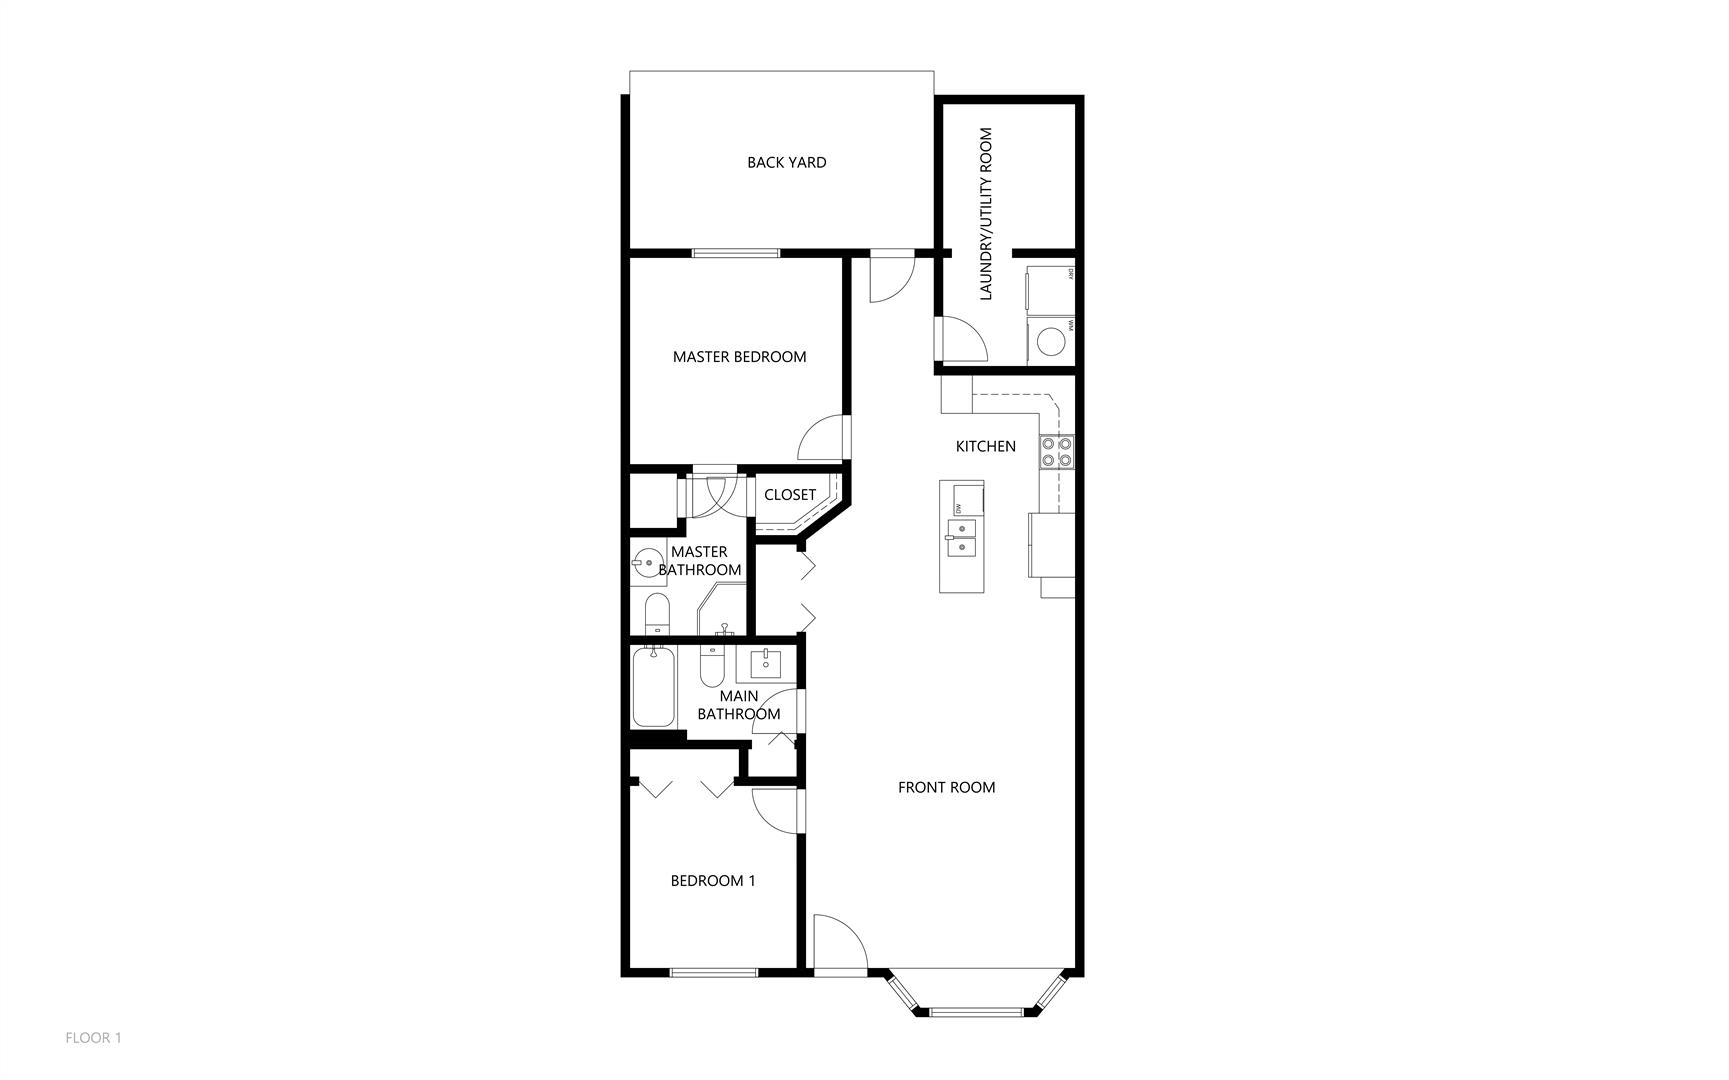 BACK YARD
LAUNDRY/UTILITY ROOM
DRY
WM
MASTER BEDROOM
KITCHEN
CLOSET
DW
MASTER
BATHROOM
MAIN
BATHROOM
FRONT ROOM
BEDROOM 1
FLOOR 1